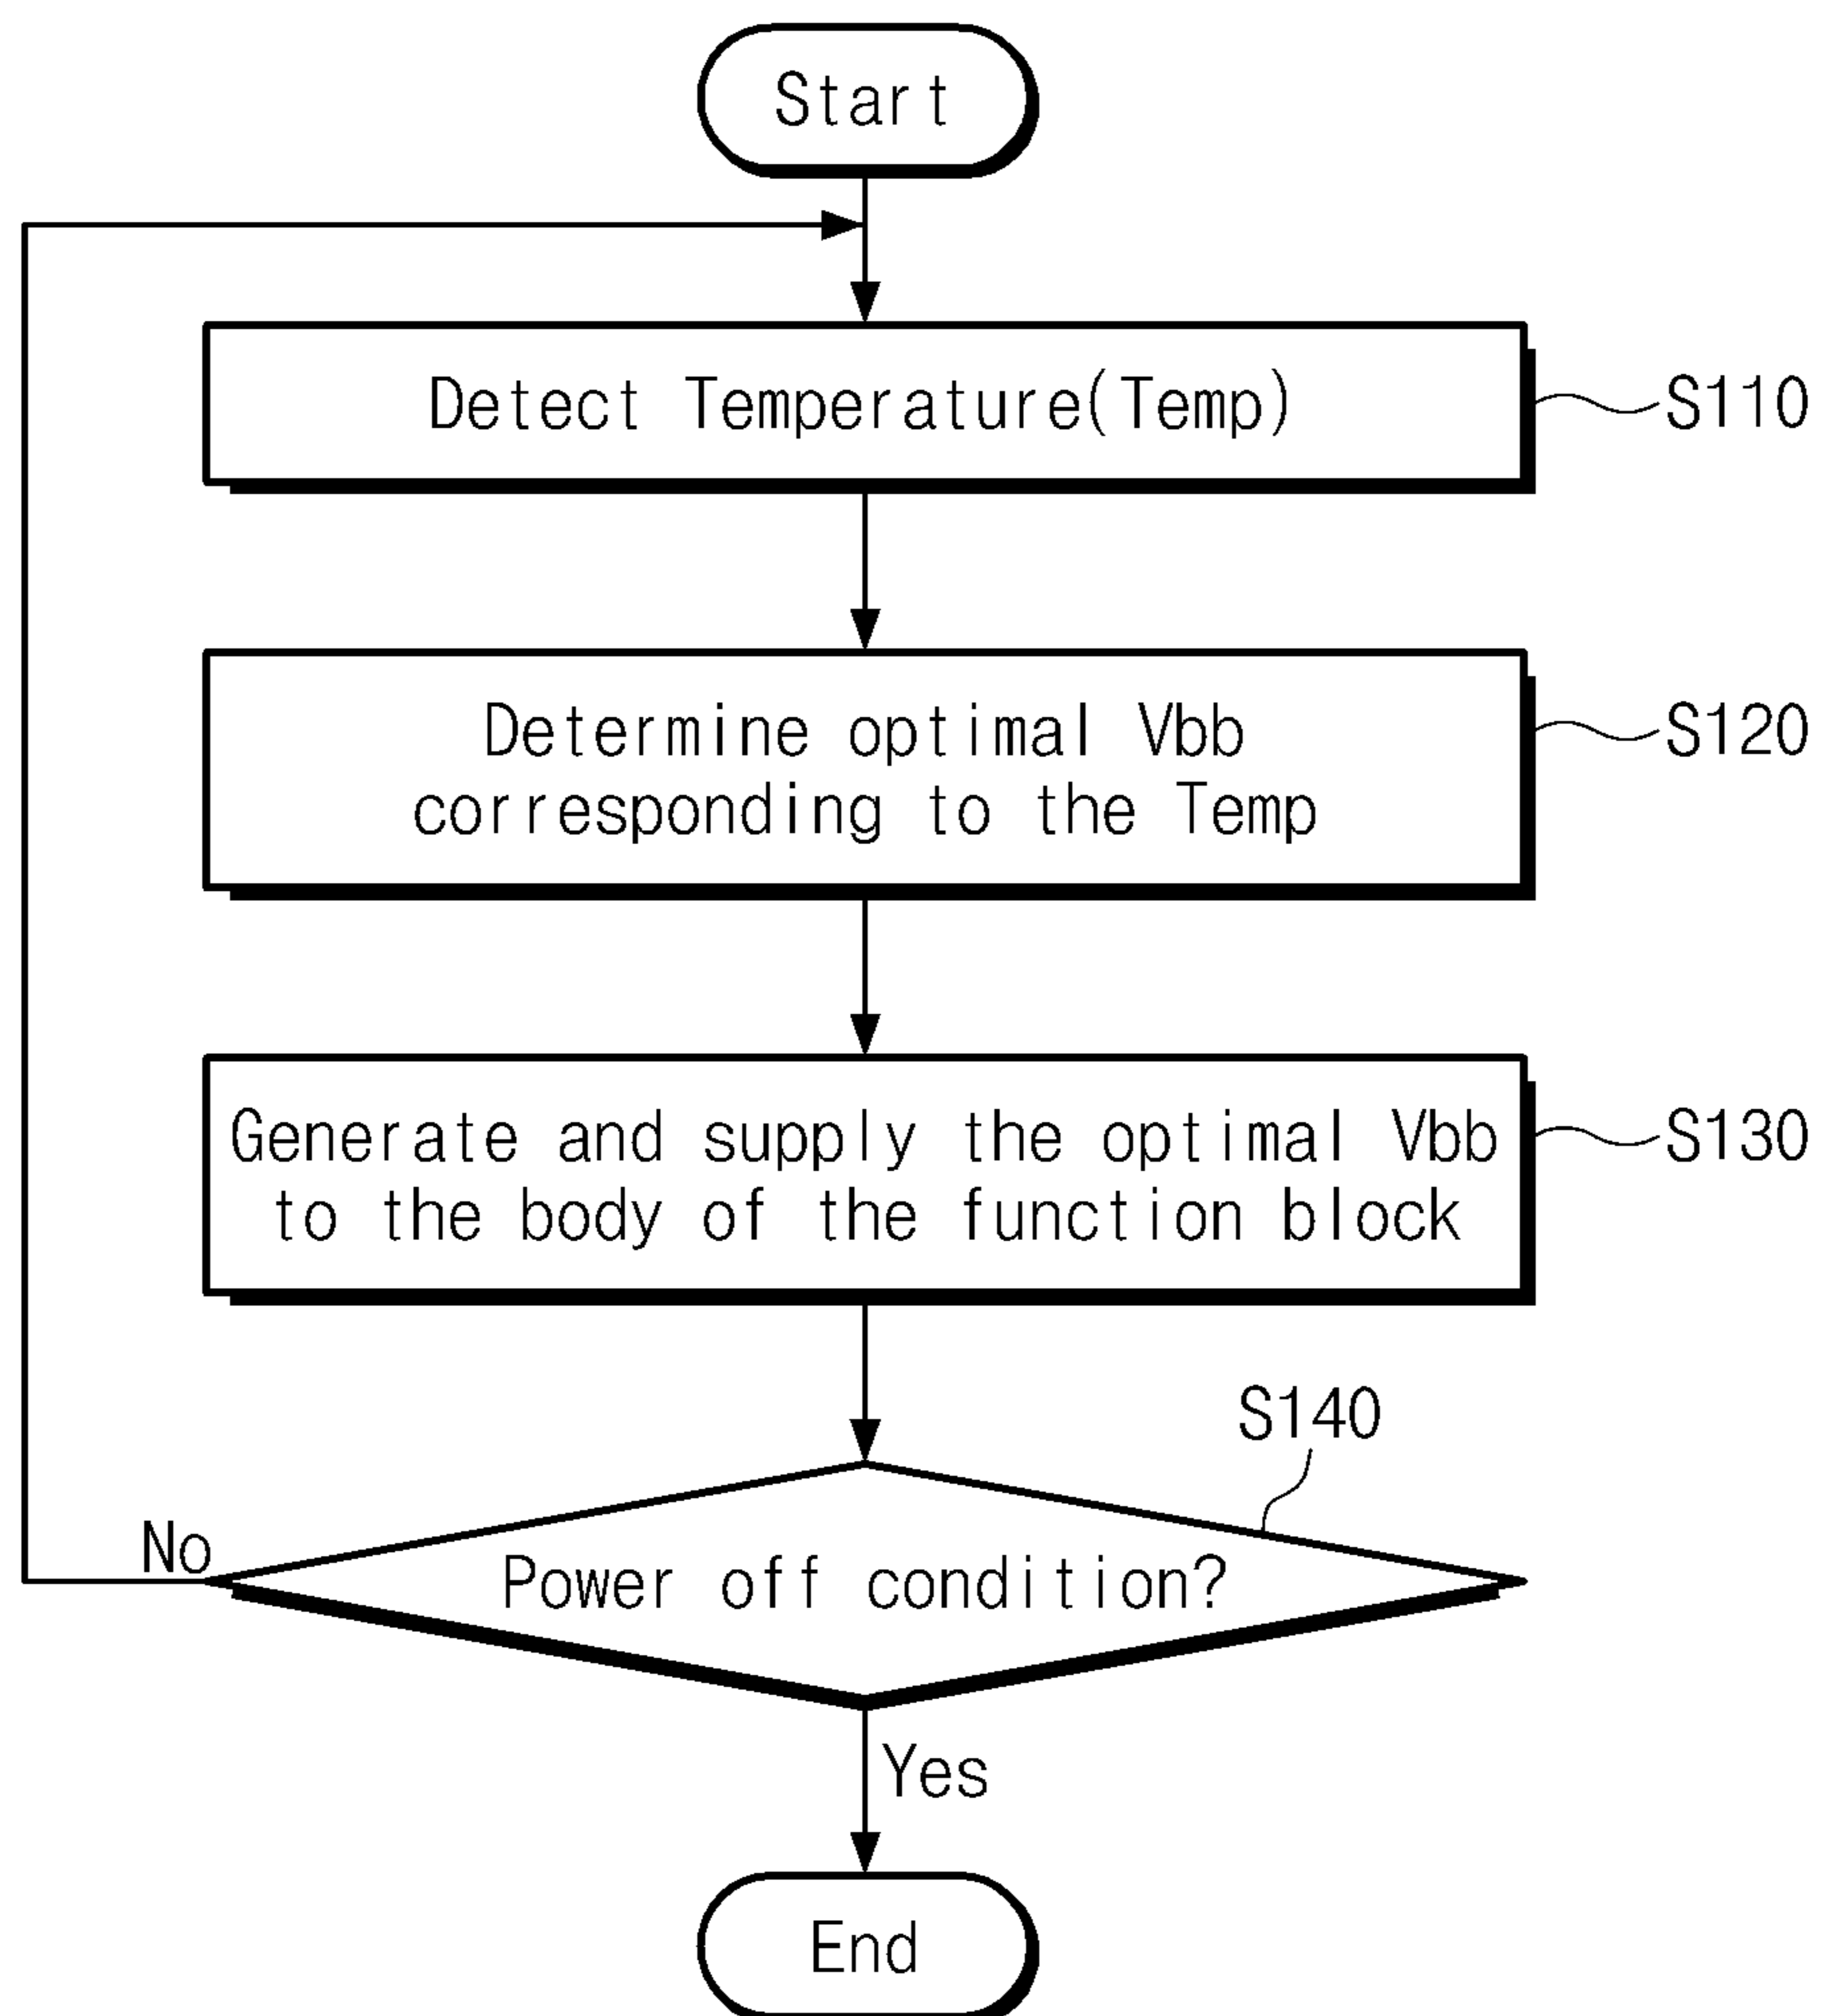 Start
Detect Temperature(Temp)
S110
Determine optimal Vbb
corresponding to the Temp
S120
Generate and supply the optimal Vbb
to the body of the function block
S130
S140
Power off condition?
No
Yes
End